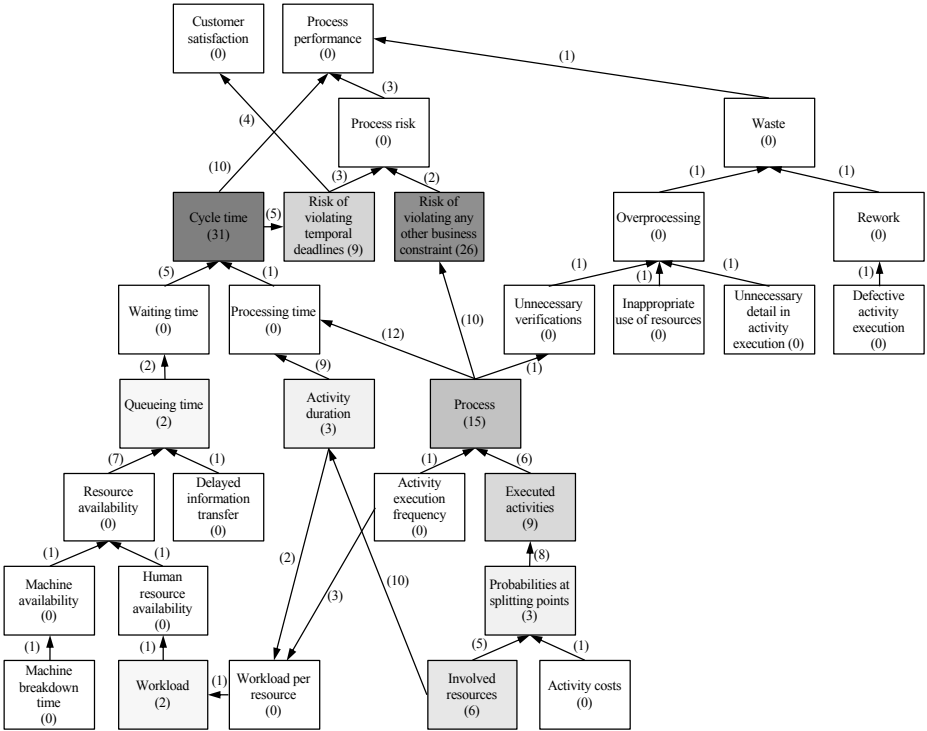 Customer
satisfaction
(0)
Process
performance
(0)
(1)
(3)
(4)
Process risk
(0)
Waste
(0)
(10)
(3)
(2)
(1)
(1)
Cycle time
(31)
(5)
Risk of
violating
temporal
deadlines (9)
Risk of
violating any
other business
constraint (26)
Overprocessing
(0)
Rework
(0)
(5)
(1)
(1)
(1)
(1)
(1)
Waiting time
(0)
Processing time
(0)
(12)
(10)
Unnecessary
verifications
(0)
Inappropriate
use of resources
(0)
Unnecessary
detail in
activity
execution (0)
Defective
activity
execution
(0)
(2)
(9)
(1)
Queueing time
(2)
Activity
duration
(3)
Process
(15)
(7)
(1)
(1)
(6)
Resource
availability
(0)
Delayed
information
transfer
(0)
Activity
execution
frequency
(0)
Executed
activities
(9)
(1)
(1)
(2)
(10)
(3)
(8)
Machine
availability
(0)
Human
resource
availability
(0)
Probabilities at
splitting points
(3)
(1)
(1)
(5)
(1)
Machine
breakdown
time
(0)
Workload
(2)
(1)
Workload per
resource
(0)
Involved
resources
(6)
Activity costs
(0)